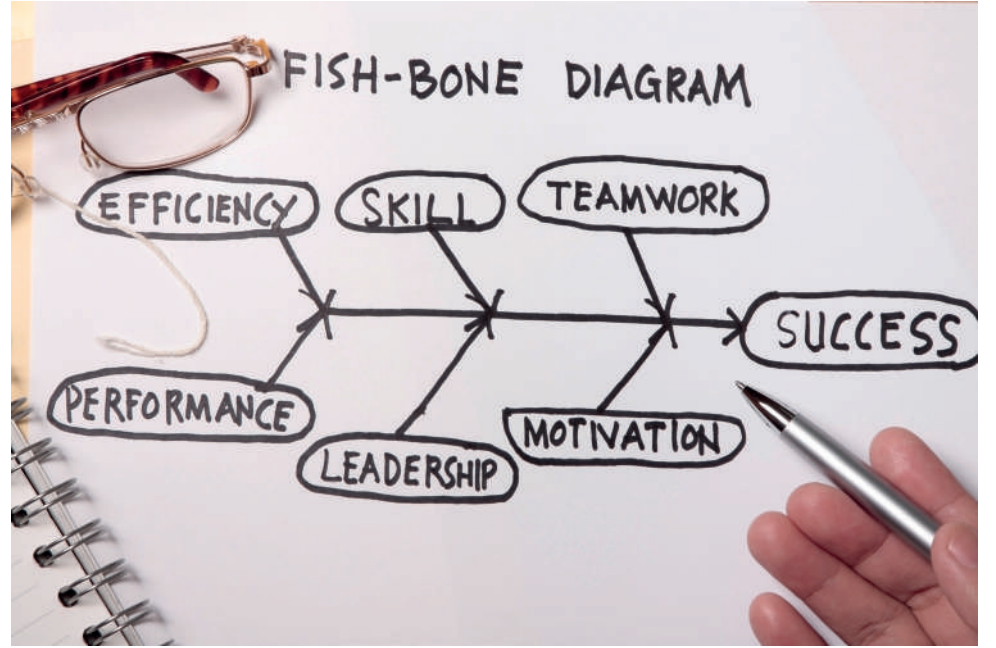 FISH-BONE DIAGRAM
EFFICIENCY
SKILL
TEAMWORK
SUCCESS
PERFORMANCE
LEADERSHIP
MOTIVATION